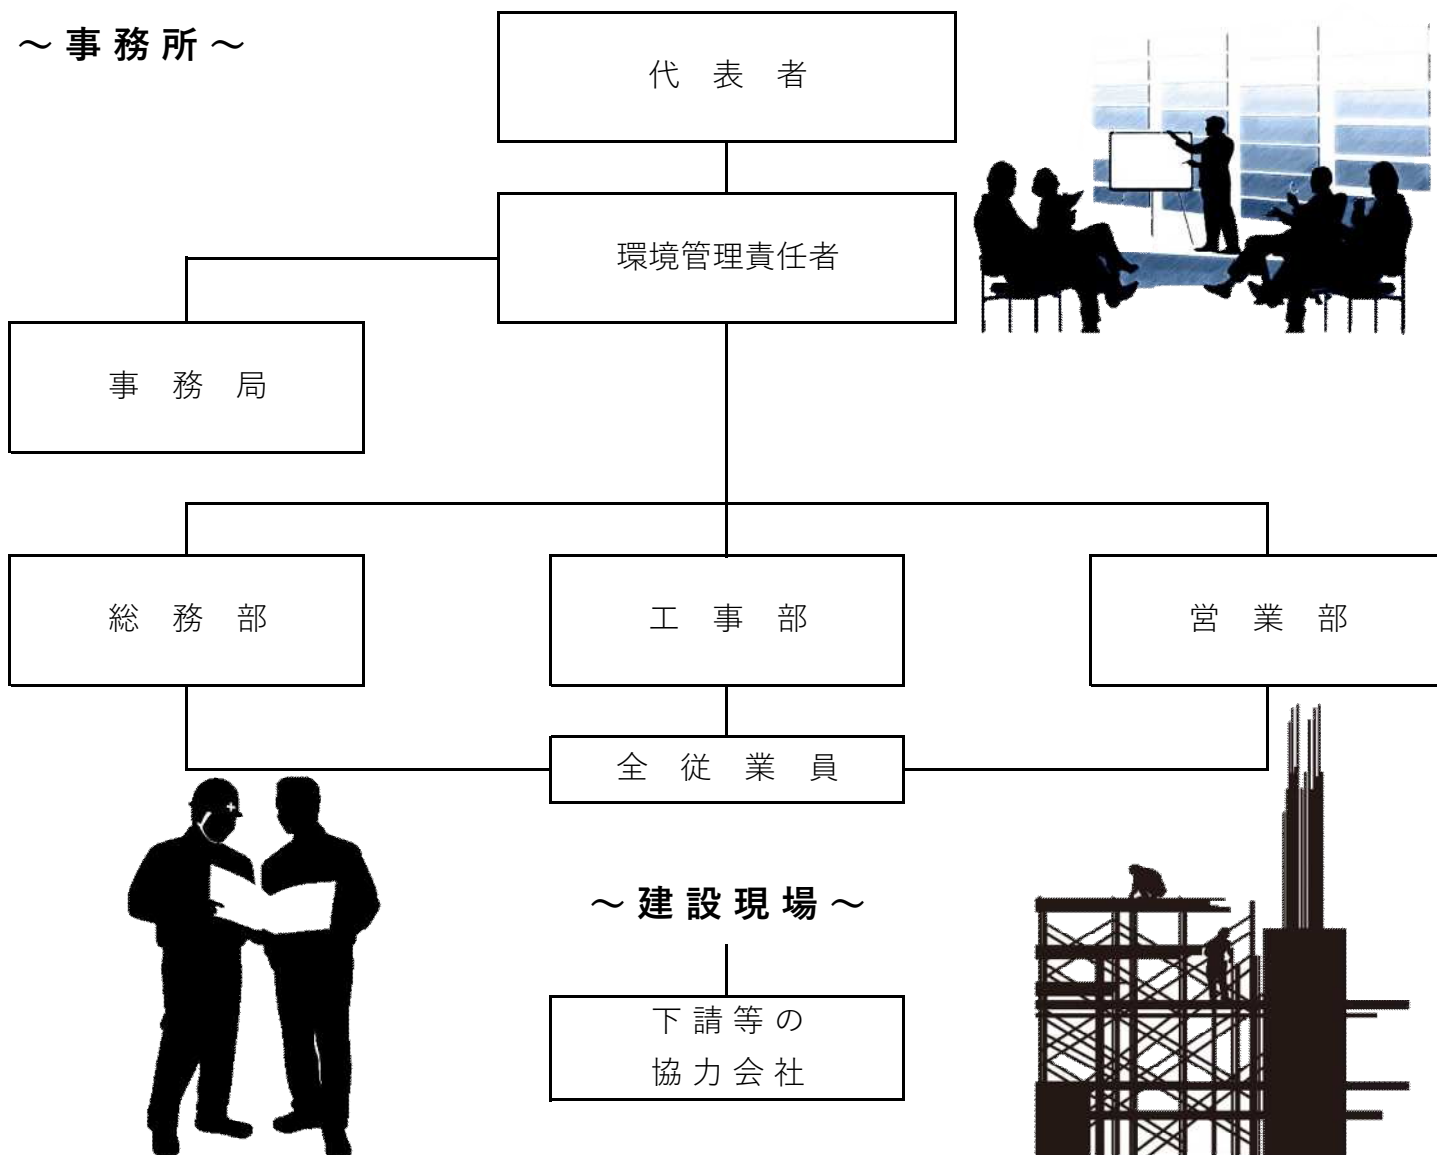 ～事務所～
代表者
環境管理責任者
事務局
総務部
工事部
営業部
全従業員
～建設現場～
下請等の
協力会社